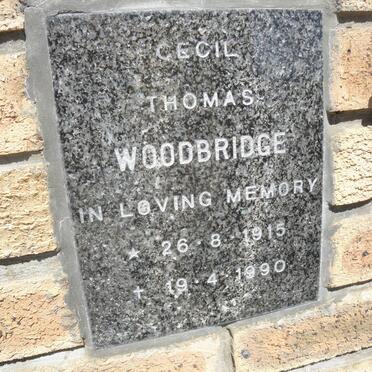 CECIL
THOMAS
WOODBRIDGE
IN LOVING MEMORY
★ 26-8-1915
✝ 19-4-1990